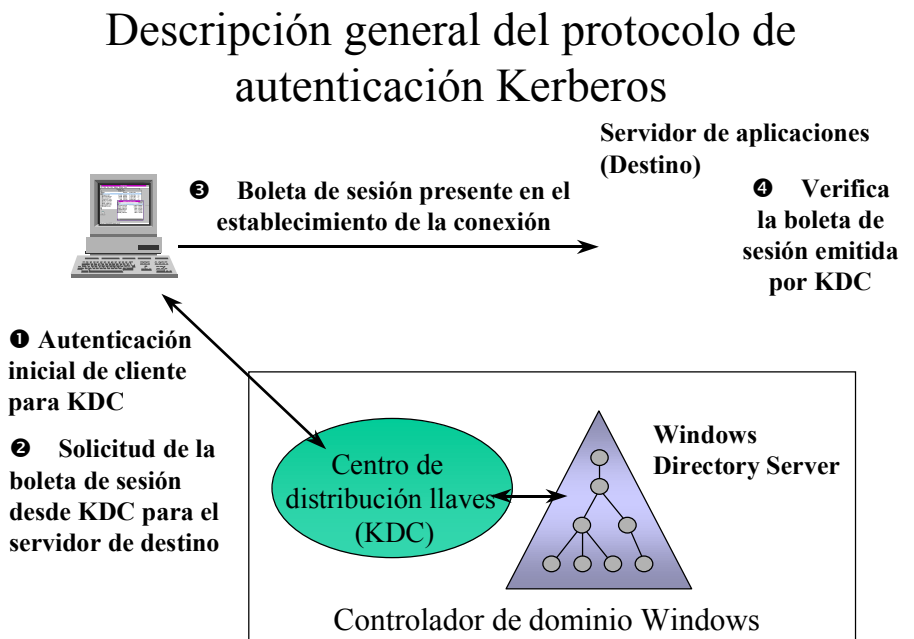 Descripción general del protocolo de
autenticación Kerberos
Servidor de aplicaciones
(Destino)
❸ Boleta de sesión presente en el
establecimiento de la conexión
❹ Verifica
la boleta de
sesión emitida
por KDC
❶ Autenticación
inicial de cliente
para KDC
❷ Solicitud de la
boleta de sesión
desde KDC para el
servidor de destino
Centro de
distribución llaves
(KDC)
Windows
Directory Server
Controlador de dominio Windows